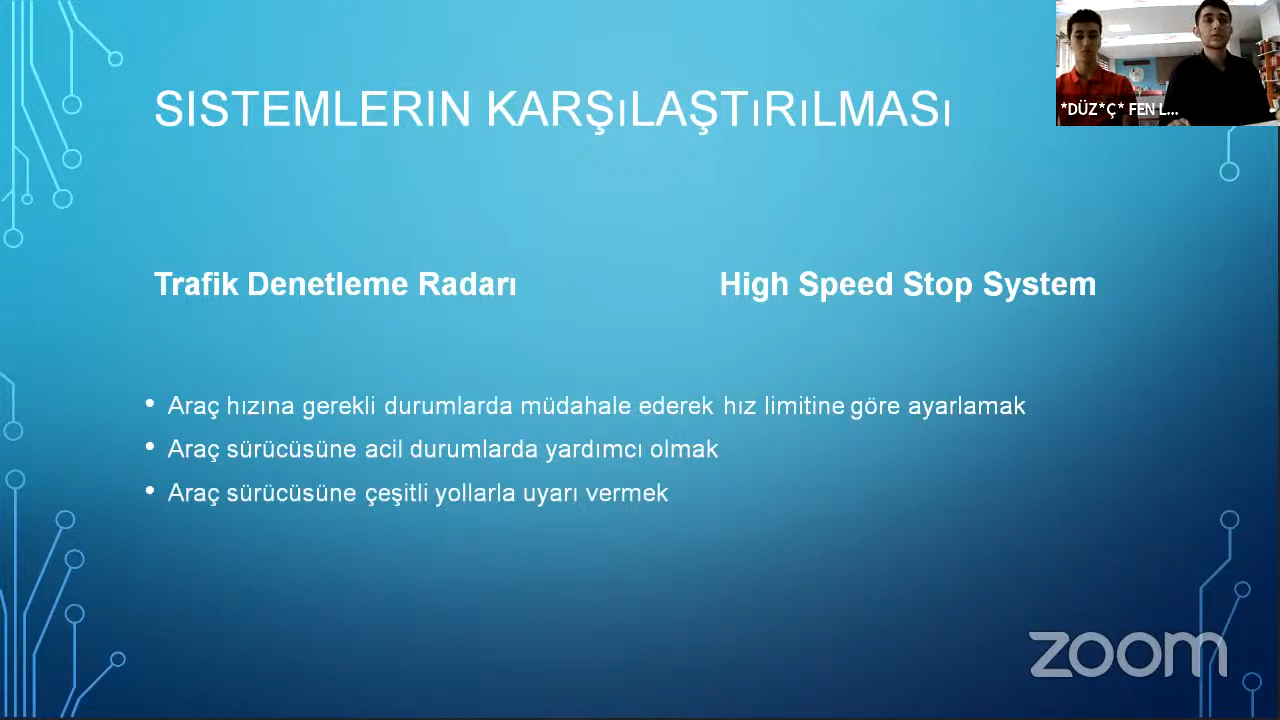 SISTEMLERIN KARŞıLAŞTıRıLMASı
*DÜZ*Ç* FEN L...
Trafik Denetleme Radarı
High Speed Stop System
• Araç hızına gerekli durumlarda müdahale ederek hız limitine göre ayarlamak
• Araç sürücüsüne acil durumlarda yardımcı olmak
• Araç sürücüsüne çeşitli yollarla uyarı vermek
zoom